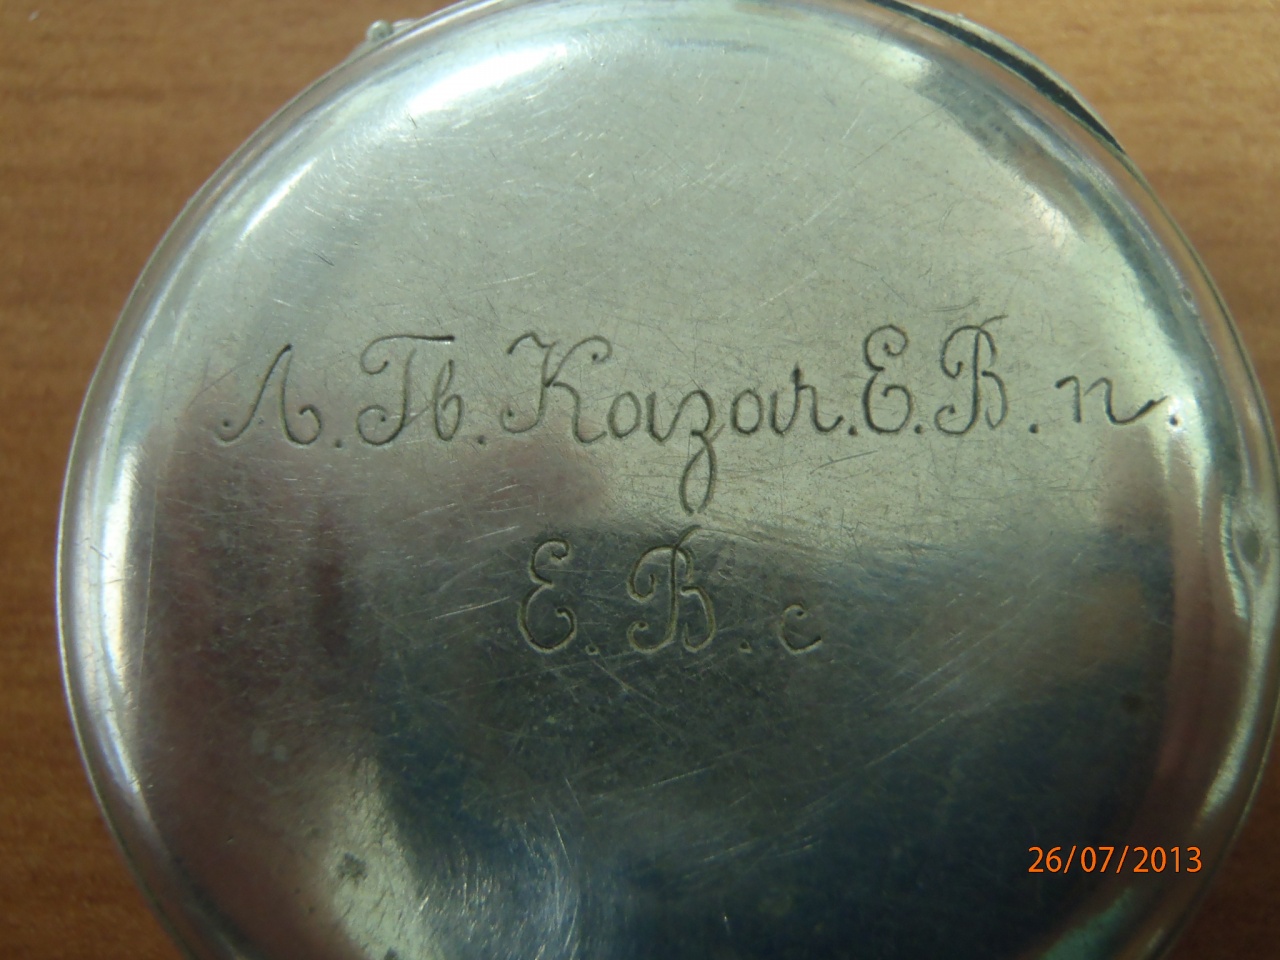 Л. Гв. Казач. Е. В. п.
Е. В. с
26/07/2013